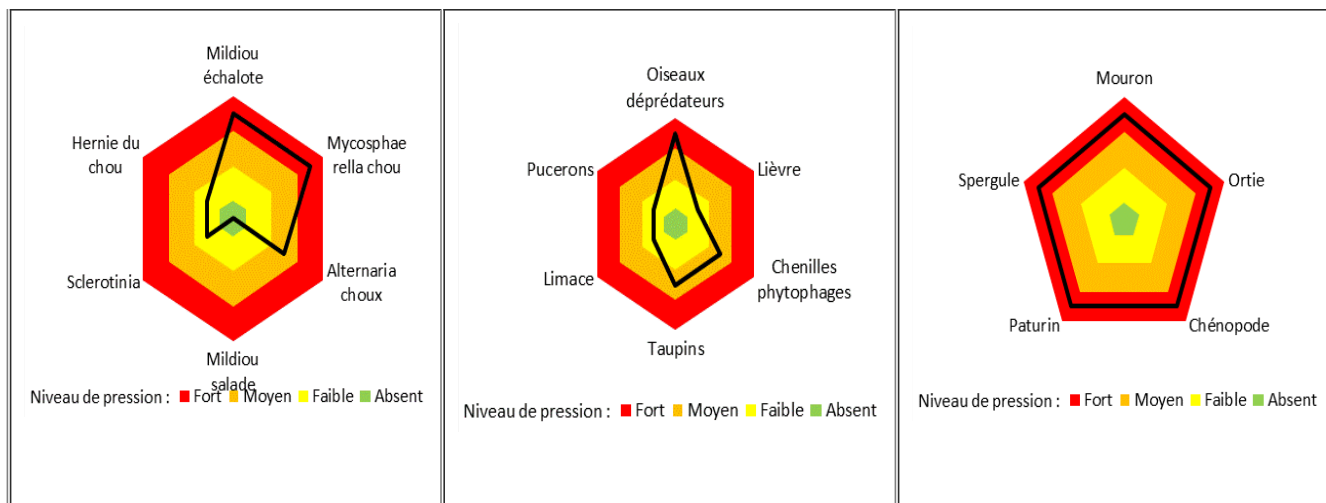 Mildiou
échalote
Hernie du
chou
Mycosphae
rella chou
Sclerotinia
Alternaria
choux
Mildiou
salade
Niveau de pression : Fort Moyen Faible Absent
Oiseaux
déprédateurs
Pucerons
Lièvre
Limace
Chenilles
phytophages
Taupins
Niveau de pression : Fort Moyen Faible Absent
Mouron
Spergule
Ortie
Paturin
Chénopode
Niveau de pression : Fort Moyen Faible Absent